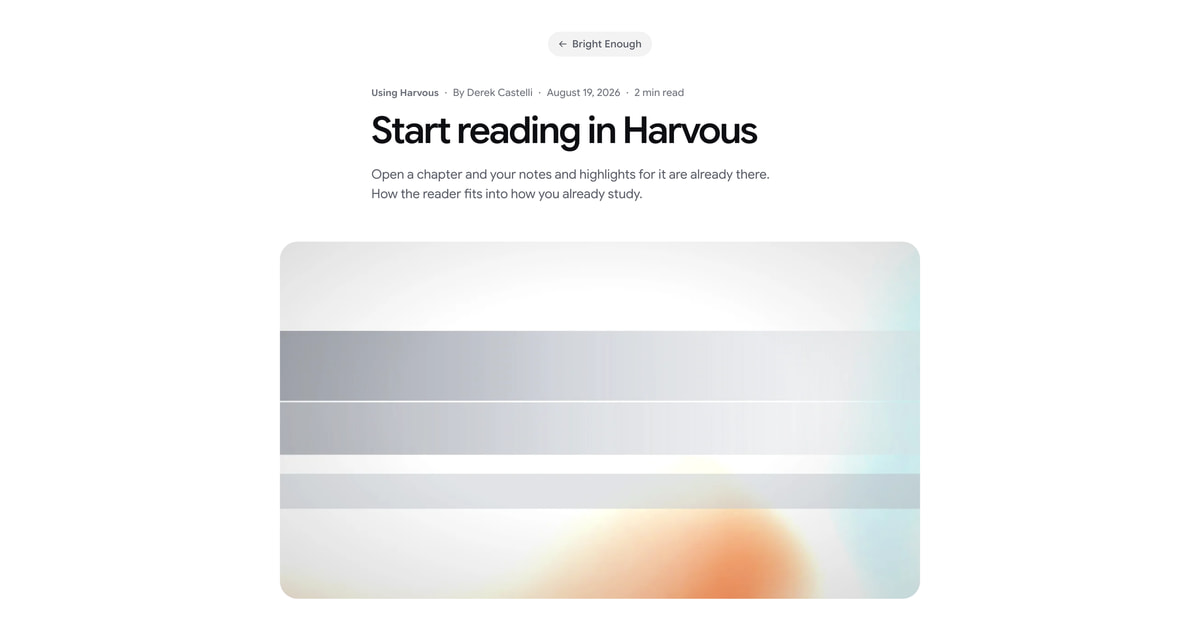 ← Bright Enough
Using Harvous · By Derek Castelli · August 19, 2026 · 2 min read
Start reading in Harvous
Open a chapter and your notes and highlights for it are already there.
How the reader fits into how you already study.